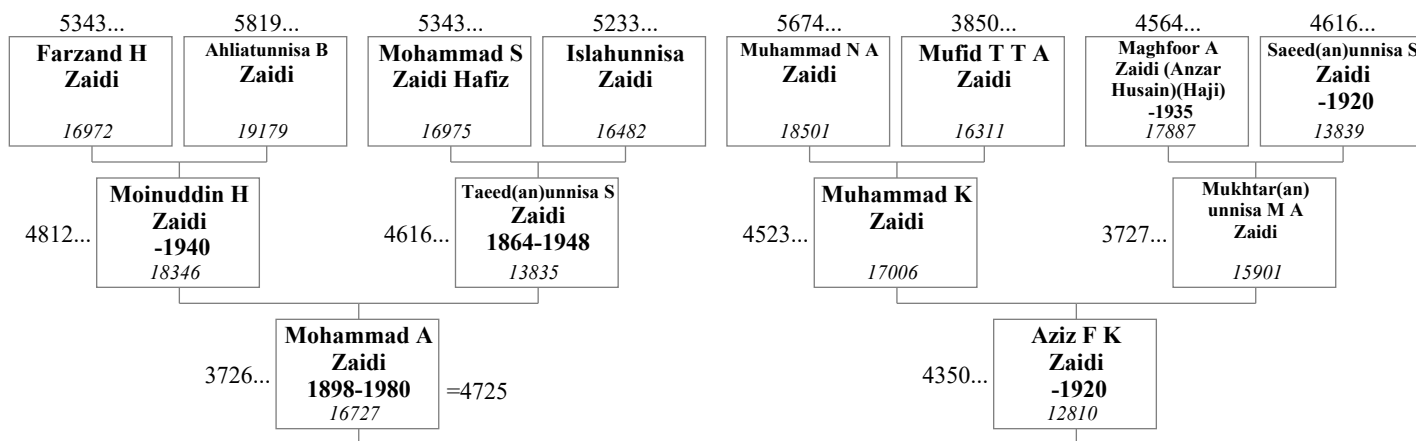 5343... 5819... 5343... 5233... 5674... 3850... 4564... 4616...
Farzand H
Zaidi
16972
Ahliatunnisa B
Zaidi
19179
Mohammad S
Zaidi Hafiz
16975
Islahunnisa
Zaidi
16482
Muhammad N A
Zaidi
18501
Mufid T T A
Zaidi
16311
Maghfoor A
Zaidi (Anzar
Husain)(Haji)
-1935
17887
Saeed(an)unnisa S
Zaidi
-1920
13839
4812...
Moinuddin H
Zaidi
-1940
18346
4616...
Taeed(an)unnisa S
Zaidi
1864-1948
13835
4523...
Muhammad K
Zaidi
17006
3727...
Mukhtar(an)
unnisa M A
Zaidi
15901
3726...
Mohammad A
Zaidi
1898-1980
16727
=4725
4350...
Aziz F K
Zaidi
-1920
12810